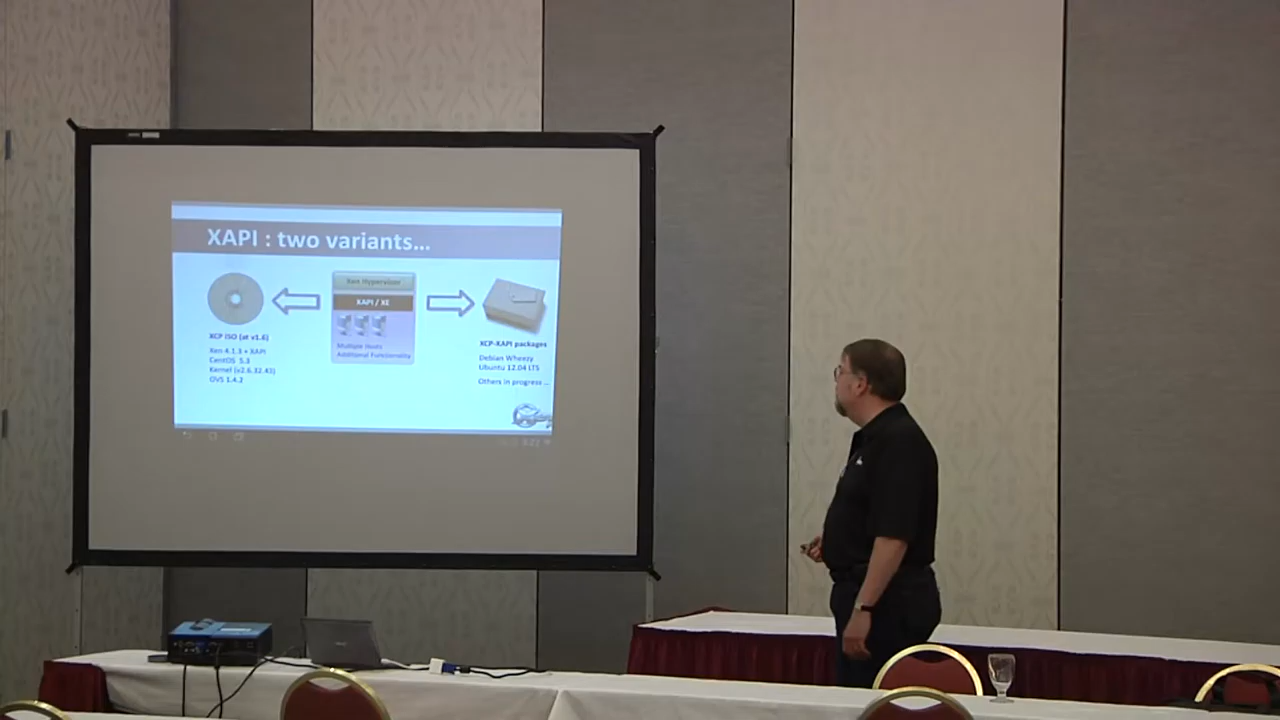 XAPI : two variants...
Xen Hypervisor
XAPI / XE
Multiple Hosts
Additional Functionality
XCP ISO (at v1.6)
Xen 4.1.3 + XAPI
CentOS 5.3
Kernel (v2.6.32.43)
OVS 1.4.2
XCP-XAPI packages
Debian Wheezy
Ubuntu 12.04 LTS
Others in progress ...